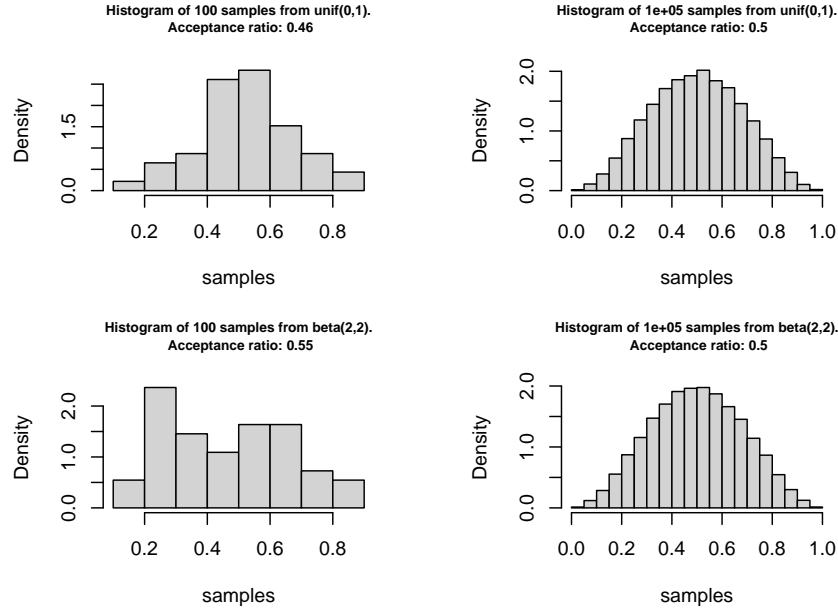 Histogram of 100 samples from unif(0,1).
Acceptance ratio: 0.46
Density
0.0 1.5
0.2 0.4 0.6 0.8
samples
Histogram of 1e+05 samples from unif(0,1).
Acceptance ratio: 0.5
Density
0.0 1.0 2.0
0.0 0.2 0.4 0.6 0.8 1.0
samples
Histogram of 100 samples from beta(2,2).
Acceptance ratio: 0.55
Density
0.0 1.0 2.0
0.2 0.4 0.6 0.8
samples
Histogram of 1e+05 samples from beta(2,2).
Acceptance ratio: 0.5
Density
0.0 1.0 2.0
0.0 0.2 0.4 0.6 0.8 1.0
samples